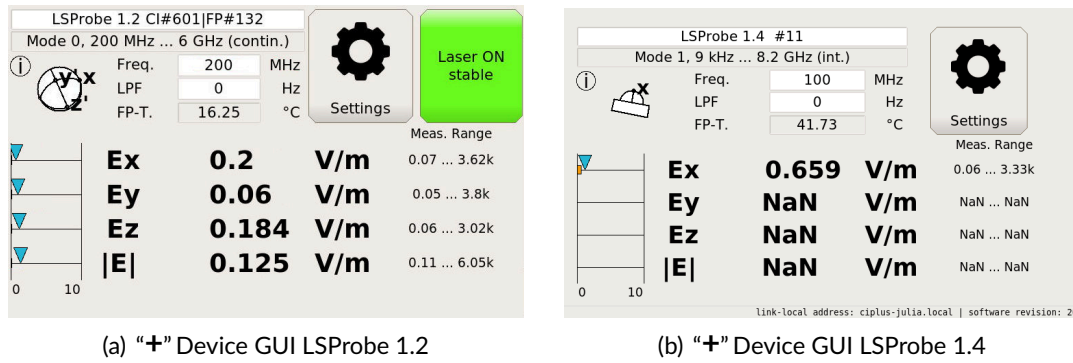 LSProbe 1.2 CI#601|FP#132
Mode 0, 200 MHz ... 6 GHz (contin.)
i
y' x
z'
Freq. 200 MHz
LPF 0 Hz
FP-T. 16.25 °C
Settings
Laser ON
stable
Meas. Range
Ex 0.2 V/m 0.07 ... 3.62k
Ey 0.06 V/m 0.05 ... 3.8k
Ez 0.184 V/m 0.06 ... 3.02k
|E| 0.125 V/m 0.11 ... 6.05k
0 10
(a) “+” Device GUI LSProbe 1.2
LSProbe 1.4 #11
Mode 1, 9 kHz ... 8.2 GHz (int.)
i
x
Freq. 100 MHz
LPF 0 Hz
FP-T. 41.73 °C
Settings
Meas. Range
Ex 0.659 V/m 0.06 ... 3.33k
Ey NaN V/m NaN ... NaN
Ez NaN V/m NaN ... NaN
|E| NaN V/m NaN ... NaN
0 10
link-local address: ciplus-julia.local | software revision: 2
(b) “+” Device GUI LSProbe 1.4